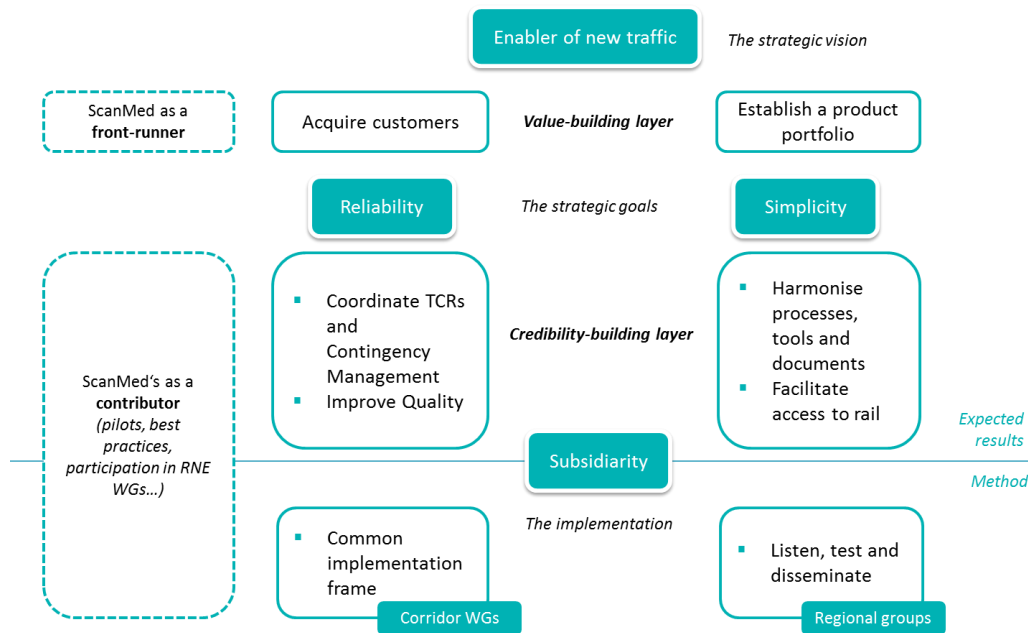 Enabler of new traffic
The strategic vision
ScanMed as a
front-runner
Acquire customers
Value-building layer
Establish a product
portfolio
Reliability
The strategic goals
Simplicity
ScanMed‘s as a
contributor
(pilots, best
practices,
participation in RNE
WGs…)
▪ Coordinate TCRs
and
Contingency
Management
▪ Improve Quality
Credibility-building layer
▪ Harmonise
processes,
tools and
documents
▪ Facilitate
access to rail
Expected
results
Subsidiarity
Method
The implementation
▪ Common
implementation
frame
Corridor WGs
▪ Listen, test and
disseminate
Regional groups